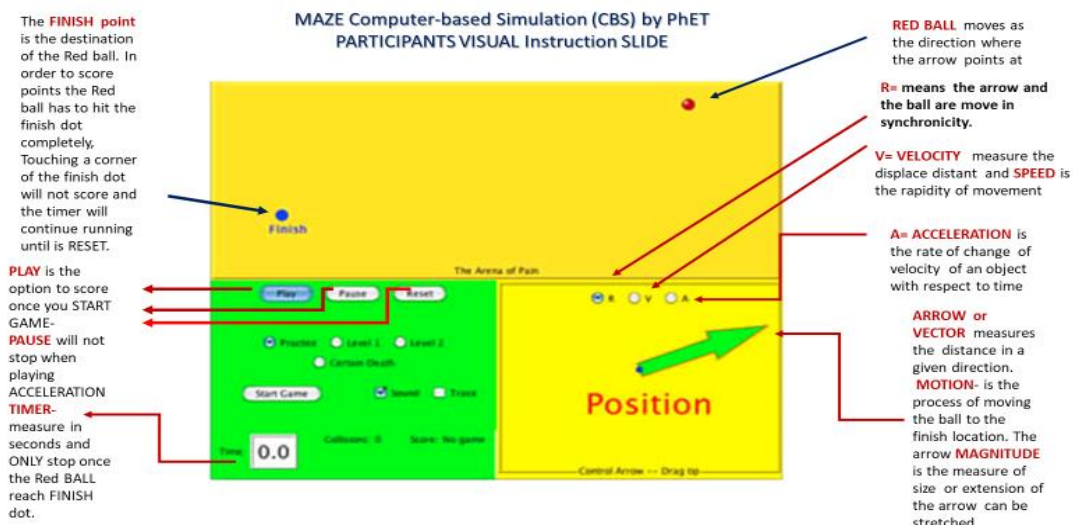 MAZE Computer-based Simulation (CBS) by PhET
PARTICIPANTS VISUAL Instruction SLIDE
The FINISH point
is the destination
of the Red ball. In
order to score
points the Red
ball has to hit the
finish dot
completely,
Touching a corner
of the finish dot
will not score and
the timer will
continue running
until is RESET.
PLAY is the
option to score
once you START
GAME-
PAUSE will not
stop when
playing
ACCELERATION
TIMER-
measure in
seconds and
ONLY stop once
the Red BALL
reach FINISH
dot.
Finish
The Arena of Pain
Play
Pause
Reset
Practice
Level 1
Level 2
Certain Death
Start Game
Sound
Trace
Time
0.0
Collisions: 0
Score: No game
R
V
A
Position
Control Arrow -- Drag tip
RED BALL moves as
the direction where
the arrow points at
R= means the arrow and
the ball are move in
synchronicity.
V= VELOCITY measure the
displace distant and SPEED is
the rapidity of movement
A= ACCELERATION is
the rate of change of
velocity of an object
with respect to time
ARROW or
VECTOR measures
the distance in a
given direction.
MOTION- is the
process of moving
the ball to the
finish location. The
arrow MAGNITUDE
is the measure of
size or extension of
the arrow can be
stretched